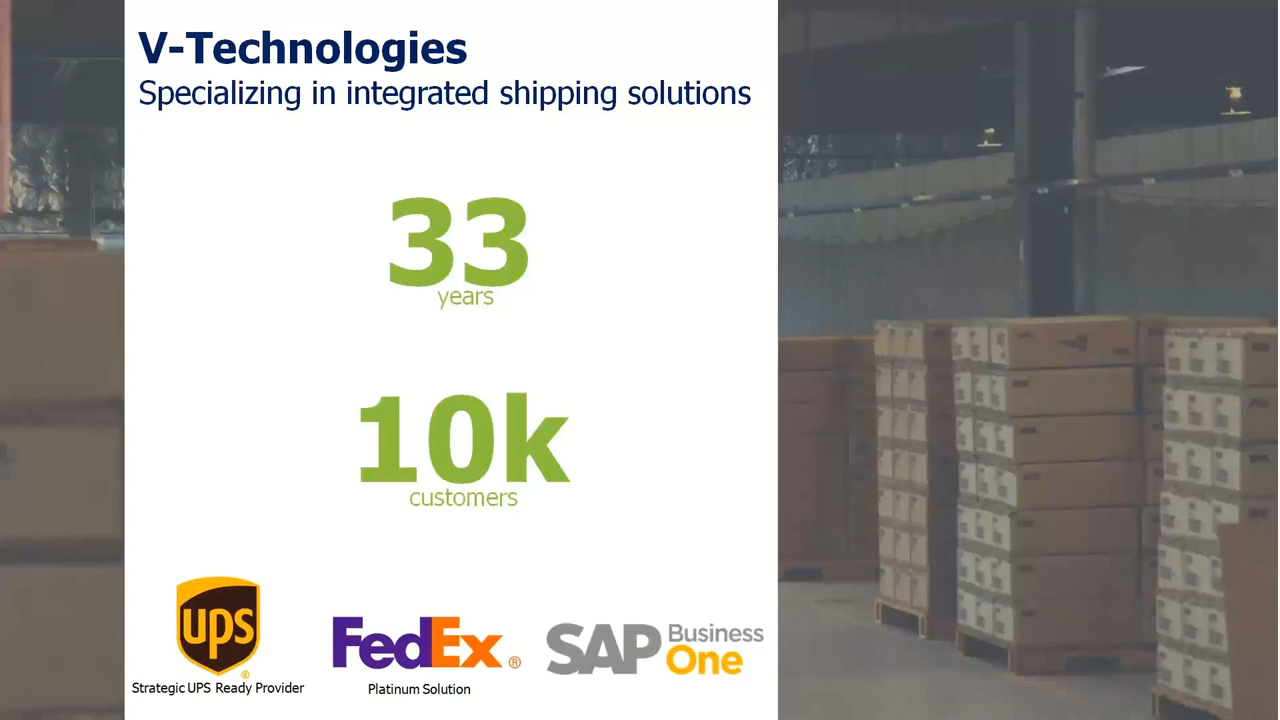 V-Technologies
Specializing in integrated shipping solutions
33
years
10k
customers
ups
®
Strategic UPS Ready Provider
FedEx®
Platinum Solution
SAP Business One